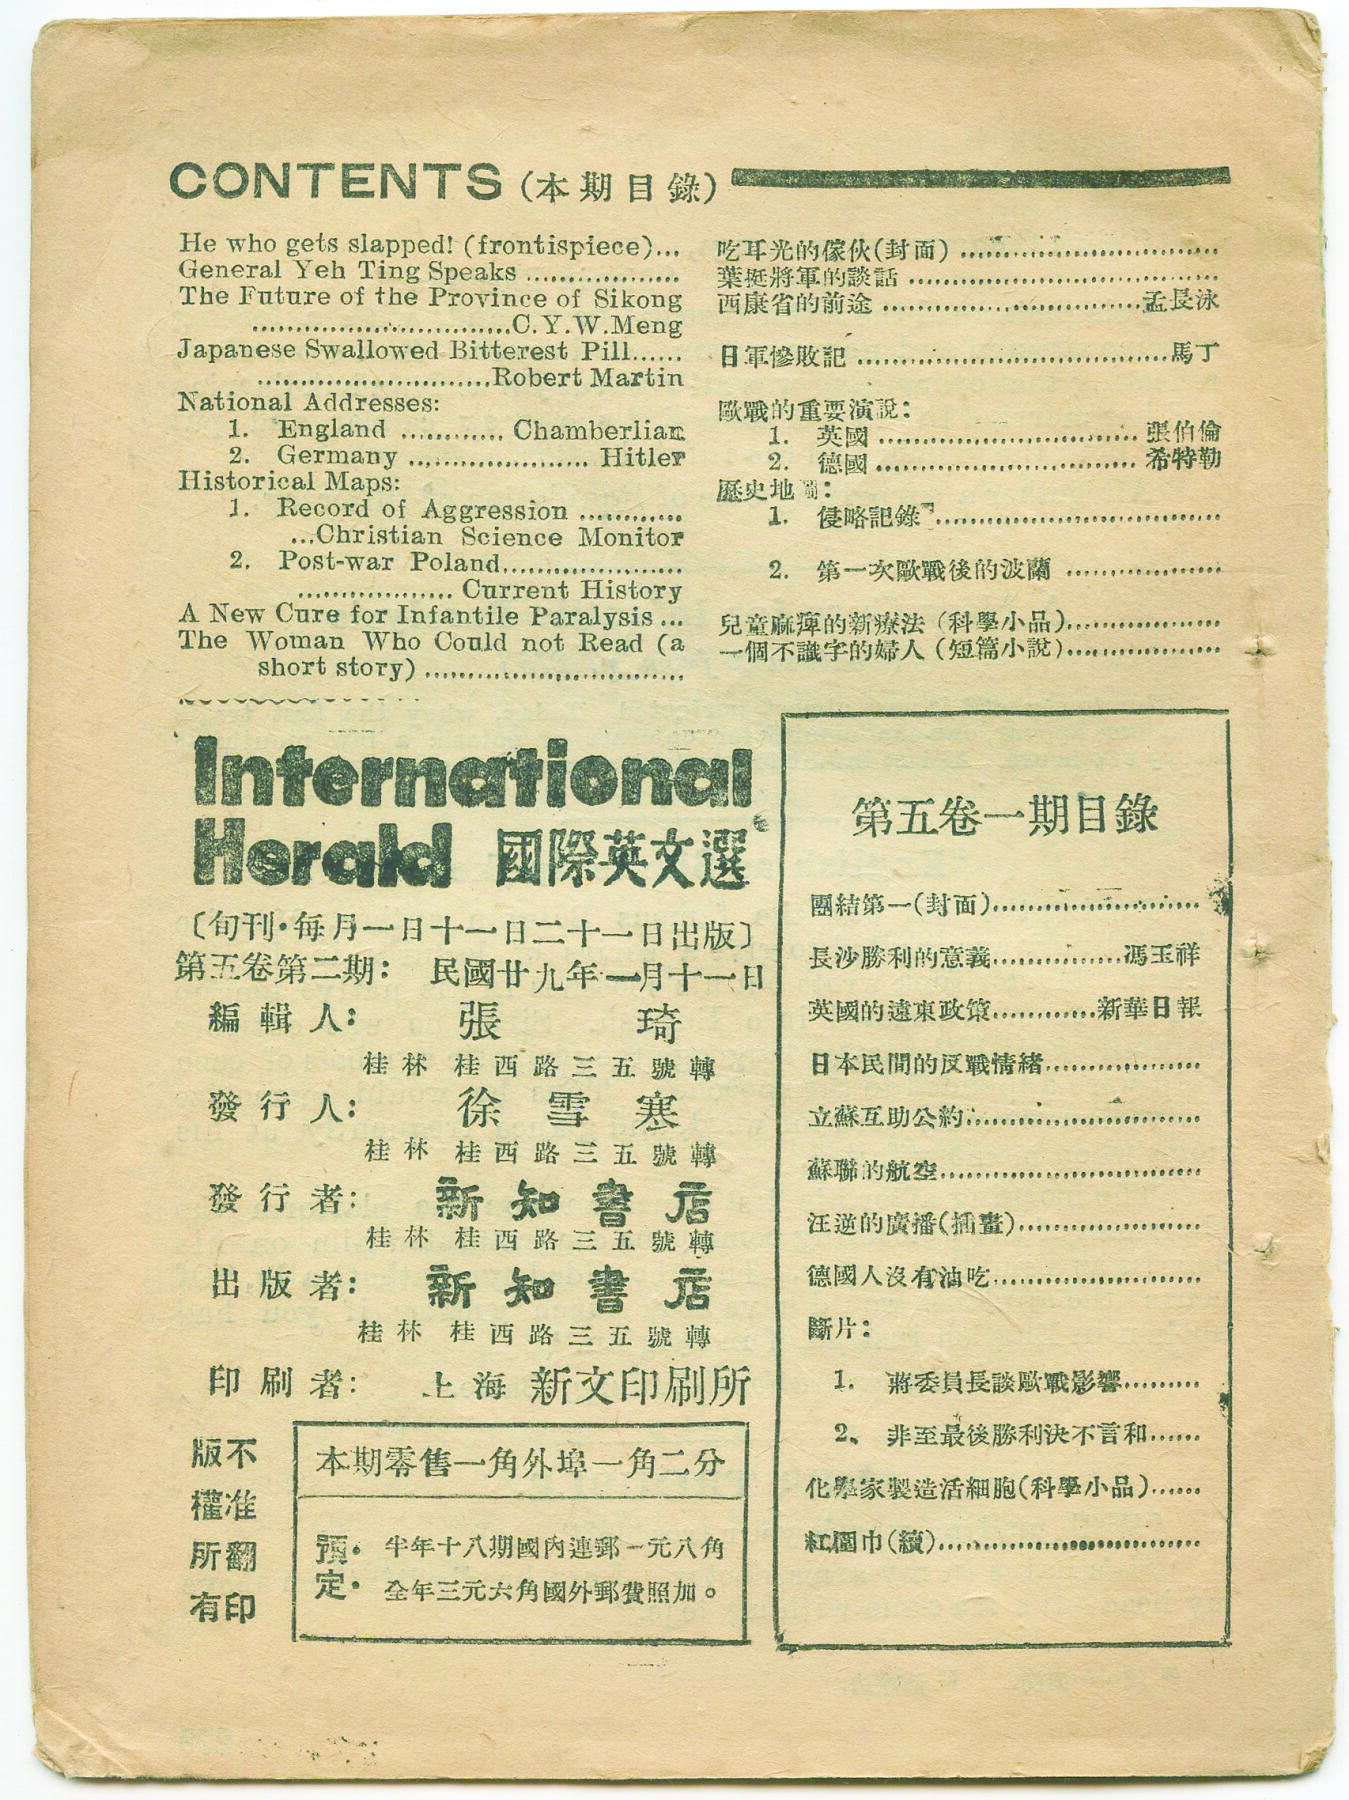 CONTENTS (本期目錄)
He who gets slapped! (frontispiece)...
General Yeh Ting Speaks ..................
The Future of the Province of Sikong
..............................C.Y.W.Meng
Japanese Swallowed Bitterest Pill......
...........................Robert Martin
National Addresses:
1. England ............ Chamberlian
2. Germany ..................... Hitler
Historical Maps:
1. Record of Aggression ............
...Christian Science Monitor
2. Post-war Poland.....................
.................. Current History
A New Cure for Infantile Paralysis ...
The Woman Who Could not Read (a
short story) ..............................
吃耳光的傢伙(封面) ..............................
葉挺將軍的談話 ....................................
西康省的前途 ..............................孟長泳
日軍慘敗記 ....................................馬丁
歐戰的重要演說:
1. 英國 .............................. 張伯倫
2. 德國 .............................. 希特勒
歷史地圖:
1. 侵略記錄 .................................
2. 第一次歐戰後的波蘭 ..................
兒童麻痺的新療法 (科學小品)..................
一個不識字的婦人 (短篇小說)..................
International
Herald 國際英文選
〔旬刊·每月一日十一日二十一日出版〕
第五卷第二期: 民國廿九年一月十一日
編輯人: 張琦
桂林桂西路三五號轉
發行人: 徐雪寒
桂林桂西路三五號轉
發行者: 新知書店
桂林桂西路三五號轉
出版者: 新知書店
桂林桂西路三五號轉
印刷者: 上海新文印刷所
版權所有
不准翻印
本期零售一角外埠一角二分
預定·
半年十八期國內連郵一元八角
全年三元六角國外郵費照加。
第五卷一期目錄
團結第一(封面)........................
長沙勝利的意義................馮玉祥
英國的遠東政策............新華日報
日本民間的反戰情緒..................
立蘇互助公約...........................
蘇聯的航空..............................
汪逆的廣播(插畫).....................
德國人沒有油吃........................
斷片:
1. 蔣委員長談歐戰影響.........
2、 非至最後勝利決不言和......
化學家製造活細胞(科學小品)......
紅圍巾(續)..............................